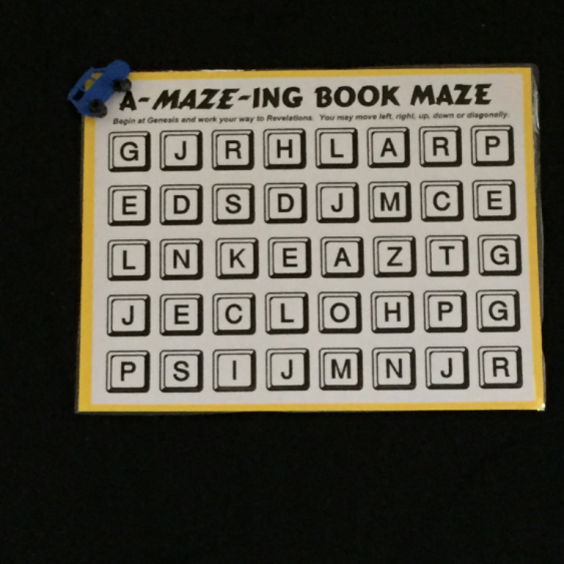 A-MAZE-ING BOOK MAZE
Begin at Genesis and work your way to Revelations. You may move left, right, up, down or diagonally.
G J R H L A R P
E D S D J M C E
L N K E A Z T G
J E C L O H P G
P S I J M N J R